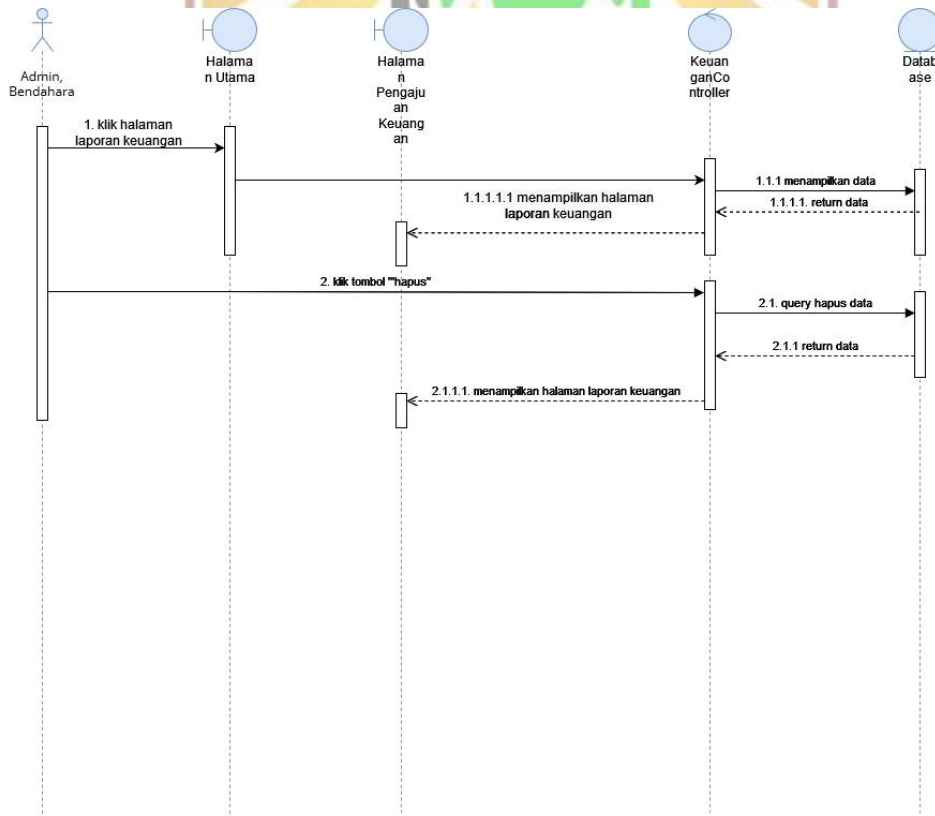 Admin,
Bendahara
Halama
n Utama
Halama
n
Pengaju
an
Keuang
an
Keuan
ganCo
ntroller
Datab
ase
1. klik halaman
laporan keuangan
1.1.1 menampilkan data
1.1.1.1. return data
1.1.1.1.1 menampilkan halaman
laporan keuangan
2. klik tombol ""hapus"
2.1. query hapus data
2.1.1 return data
2.1.1.1. menampilkan halaman laporan keuangan